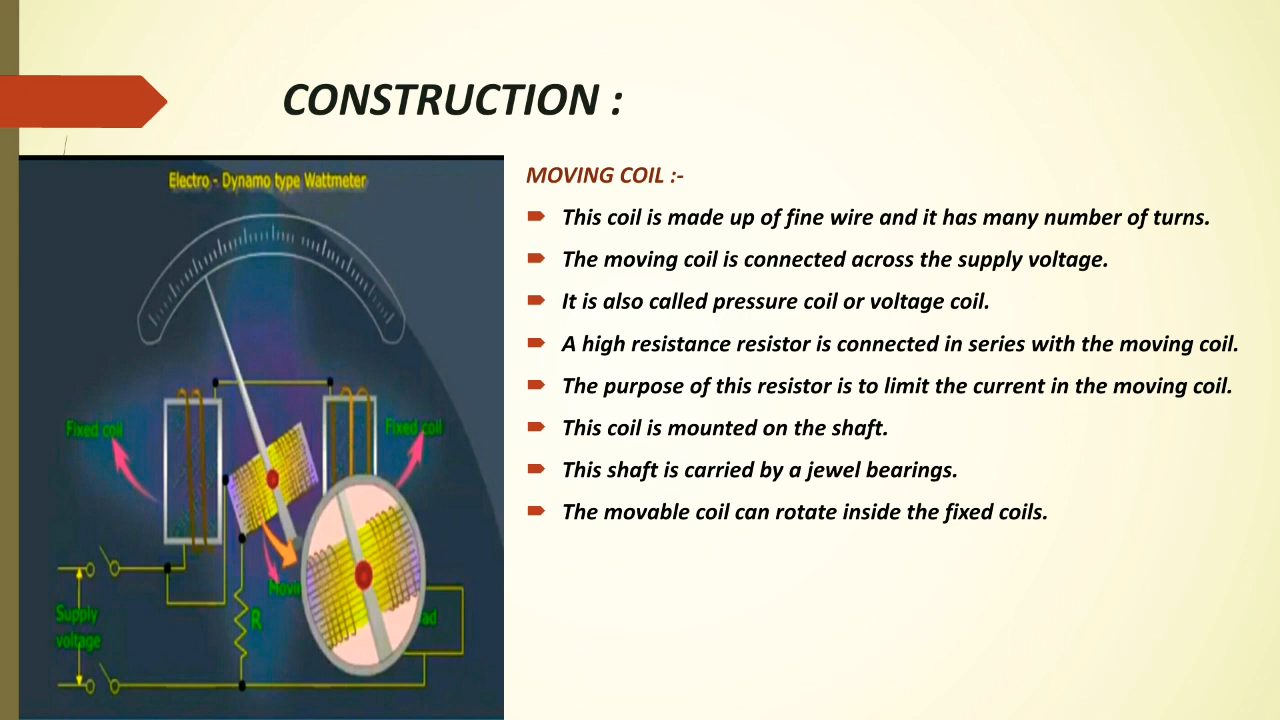 CONSTRUCTION :
Electro - Dynamo type Wattmeter
Fixed coil
Fixed coil
Supply
voltage
R
MOVING COIL :-
This coil is made up of fine wire and it has many number of turns.
The moving coil is connected across the supply voltage.
It is also called pressure coil or voltage coil.
A high resistance resistor is connected in series with the moving coil.
The purpose of this resistor is to limit the current in the moving coil.
This coil is mounted on the shaft.
This shaft is carried by a jewel bearings.
The movable coil can rotate inside the fixed coils.